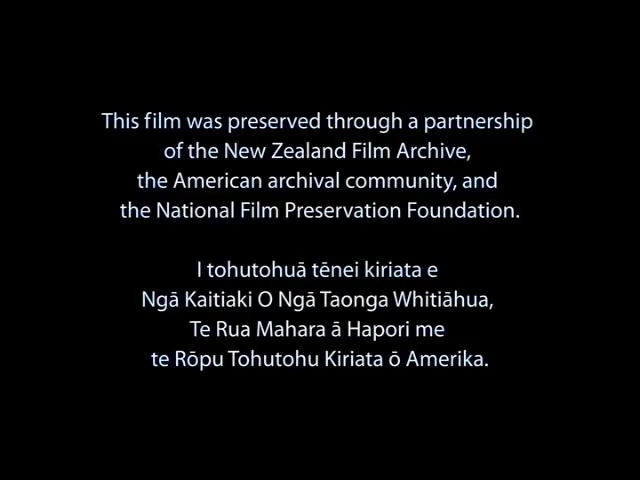 This film was preserved through a partnership
of the New Zealand Film Archive,
the American archival community, and
the National Film Preservation Foundation.
I tohutohuā tēnei kiriata e
Ngā Kaitiaki O Ngā Taonga Whitiāhua,
Te Rua Mahara ā Hapori me
te Rōpu Tohutohu Kiriata ō Amerika.